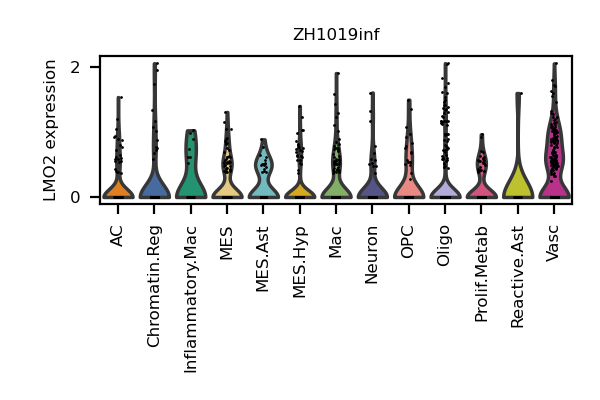 ZH1019inf
LMO2 expression
2
0
AC
Chromatin.Reg
Inflammatory.Mac
MES
MES.Ast
MES.Hyp
Mac
Neuron
OPC
Oligo
Prolif.Metab
Reactive.Ast
Vasc